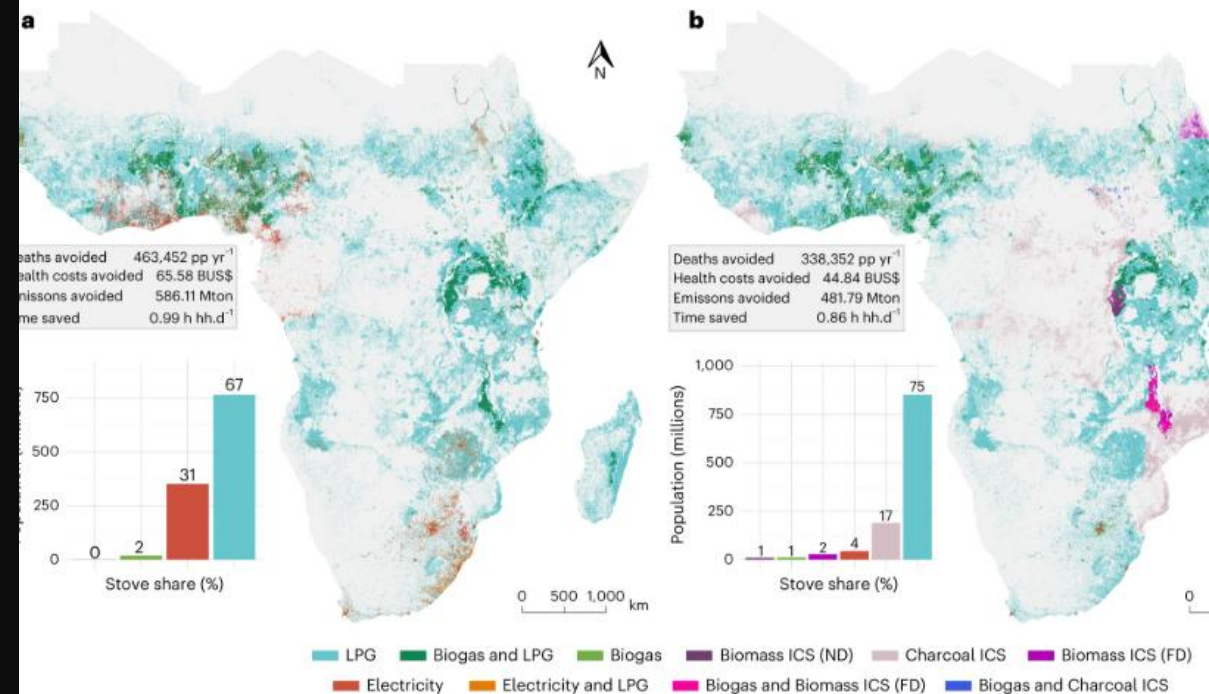 a
N
eaths avoided 463,452 pp yr⁻¹
ealth costs avoided 65.58 BUS$
nissons avoided 586.11 Mton
me saved 0.99 h hh.d⁻¹
750
500
250
0
0
2
31
67
Stove share (%)
0 500 1,000 km
b
Deaths avoided 338,352 pp yr⁻¹
Health costs avoided 44.84 BUS$
Emissons avoided 481.79 Mton
Time saved 0.86 h hh.d⁻¹
Population (millions)
1,000
750
500
250
0
1
1
2
4
17
75
Stove share (%)
0
LPG Biogas and LPG Biogas Biomass ICS (ND) Charcoal ICS Biomass ICS (FD)
Electricity Electricity and LPG Biogas and Biomass ICS (FD) Biogas and Charcoal ICS